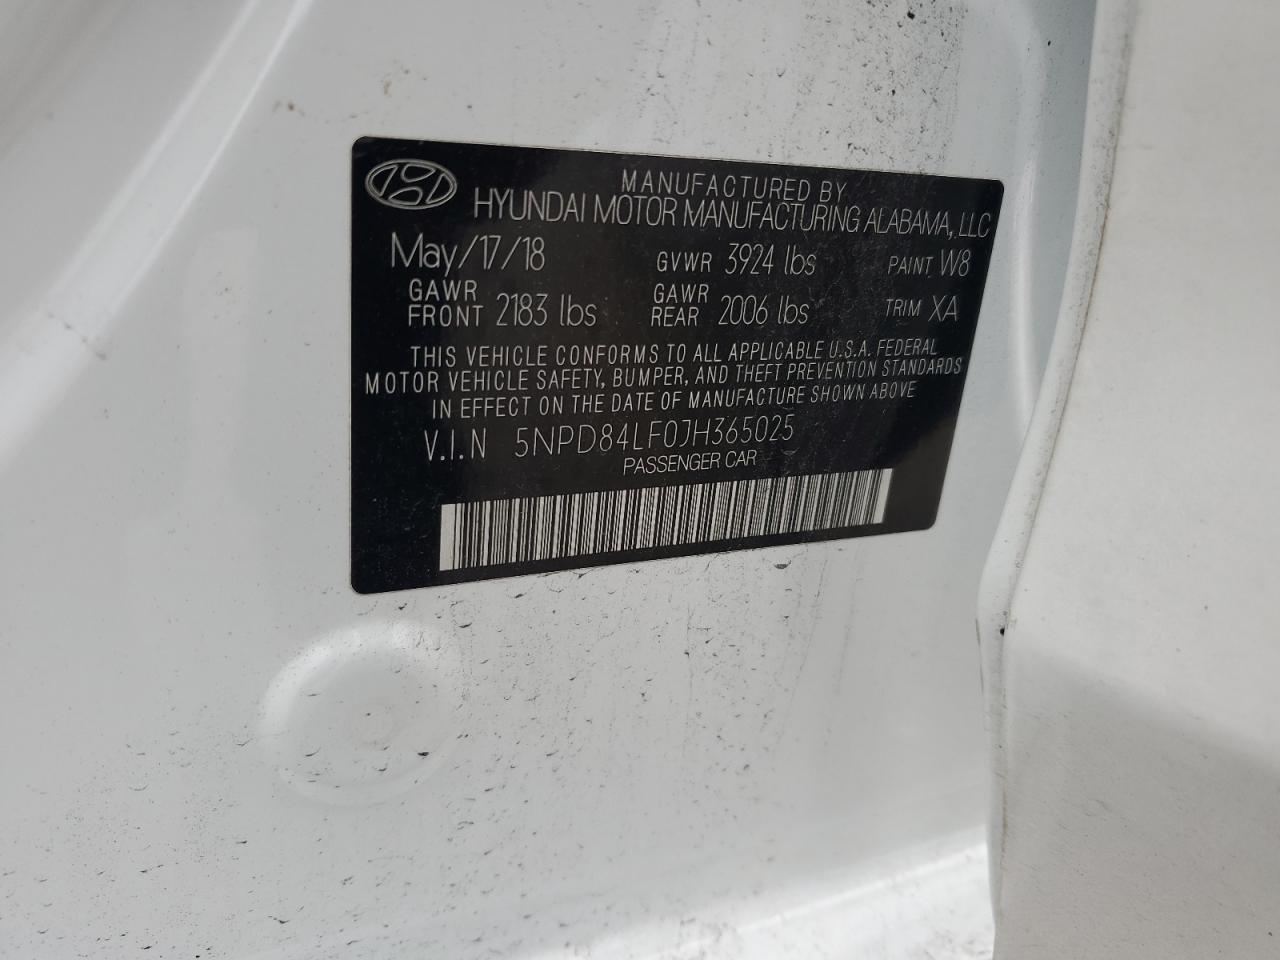 MANUFACTURED BY
HYUNDAI MOTOR MANUFACTURING ALABAMA, LLC
May/17/18 GVWR 3924 lbs PAINT W8
GAWR FRONT 2183 lbs GAWR REAR 2006 lbs TRIM XA
THIS VEHICLE CONFORMS TO ALL APPLICABLE U.S.A. FEDERAL
MOTOR VEHICLE SAFETY, BUMPER, AND THEFT PREVENTION STANDARDS
IN EFFECT ON THE DATE OF MANUFACTURE SHOWN ABOVE
V.I.N 5NPD84LF0JH365025
PASSENGER CAR